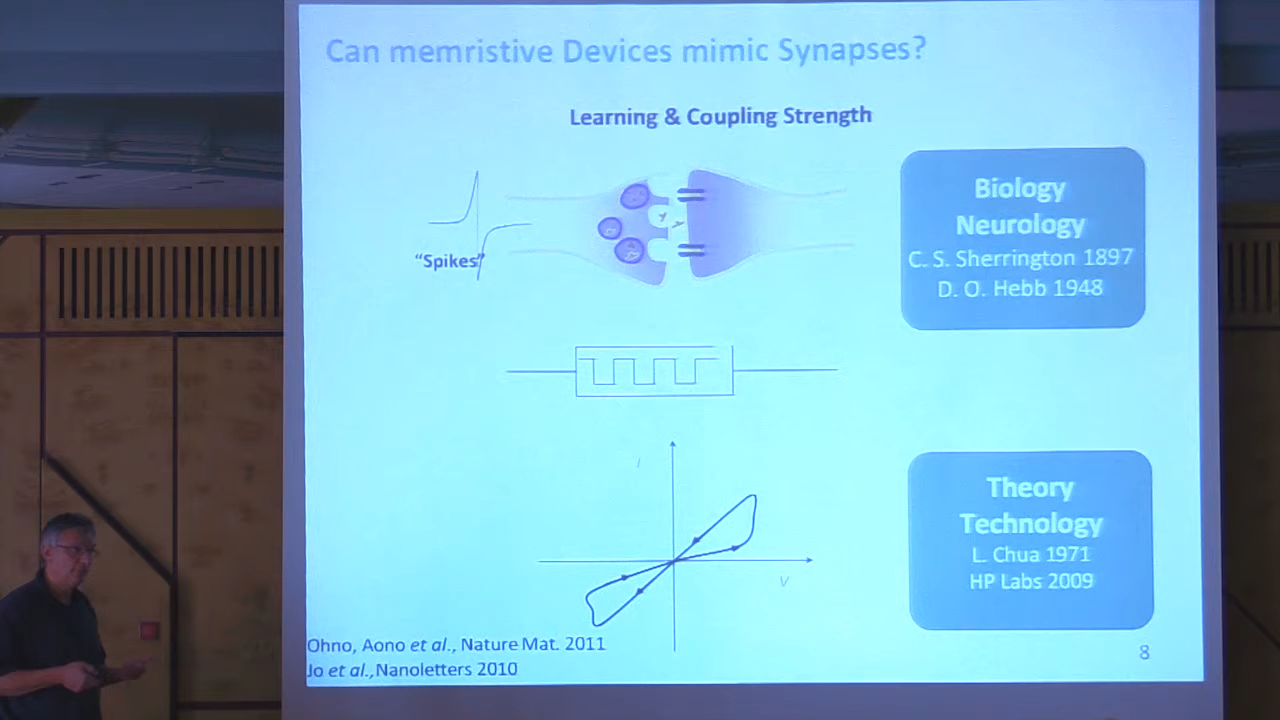 Can memristive Devices mimic Synapses?
Learning & Coupling Strength
"Spikes"
Biology
Neurology
C. S. Sherrington 1897
D. O. Hebb 1948
I
V
Theory
Technology
L. Chua 1971
HP Labs 2009
Ohno, Aono et al., Nature Mat. 2011
Jo et al., Nanoletters 2010
8